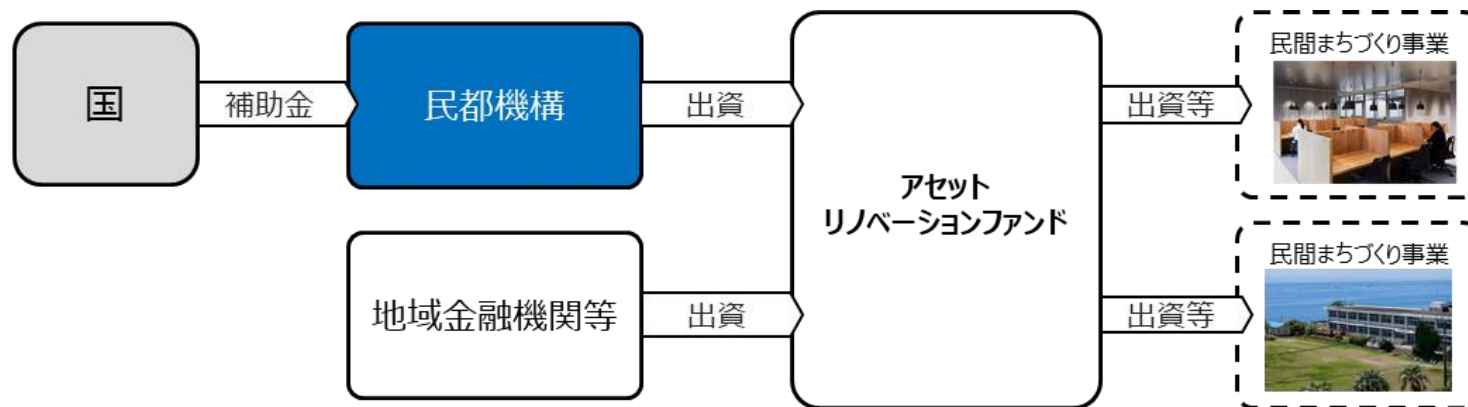 国
補助金
民都機構
出資
アセット
リノベーションファンド
出資等
民間まちづくり事業
地域金融機関等
出資
出資等
民間まちづくり事業